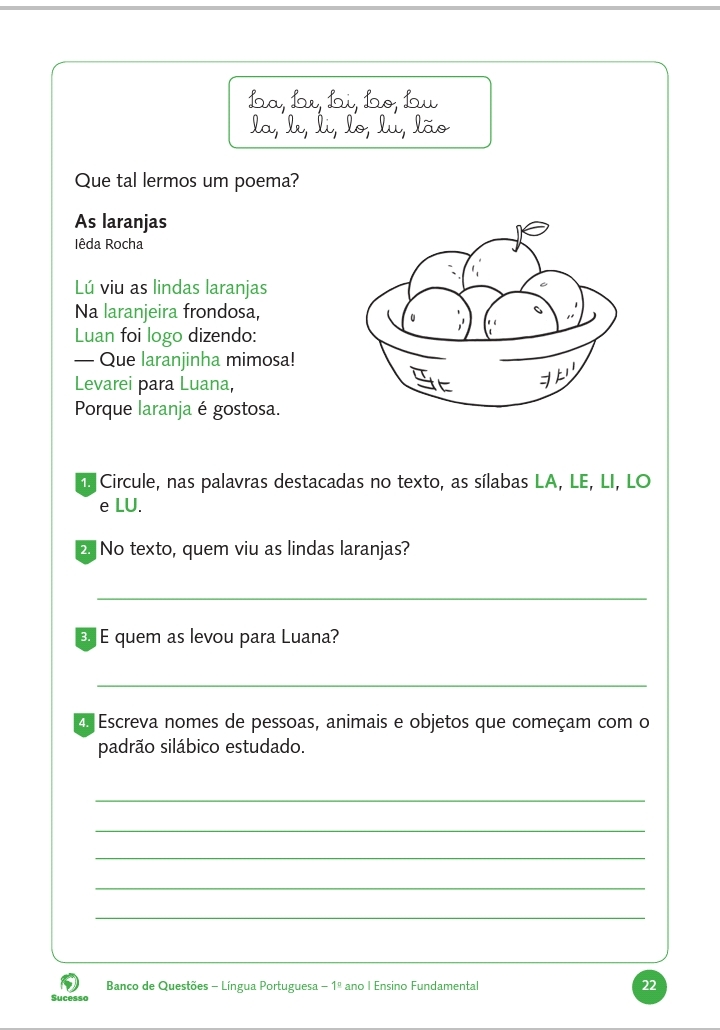 La, Le, Li, Lo, Lu
la, le, li, lo, lu, lão
Que tal lermos um poema?
As laranjas
Iêda Rocha
Lú viu as lindas laranjas
Na laranjeira frondosa,
Luan foi logo dizendo:
— Que laranjinha mimosa!
Levarei para Luana,
Porque laranja é gostosa.
1. Circule, nas palavras destacadas no texto, as sílabas LA, LE, LI, LO
e LU.
2. No texto, quem viu as lindas laranjas?
3. E quem as levou para Luana?
4. Escreva nomes de pessoas, animais e objetos que começam com o
padrão silábico estudado.
Sucesso
Banco de Questões – Língua Portuguesa – 1º ano | Ensino Fundamental
22